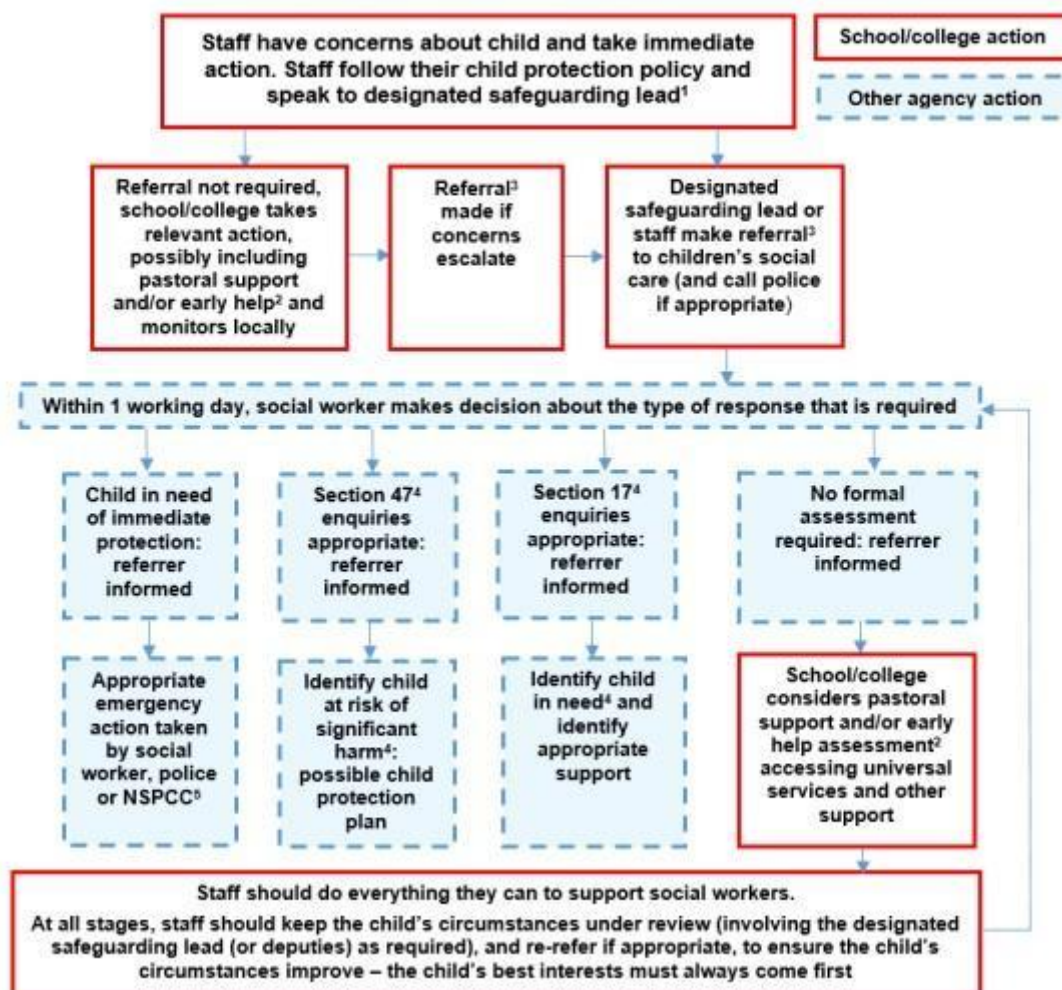 Staff have concerns about child and take immediate
action. Staff follow their child protection policy and
speak to designated safeguarding lead¹
School/college action
Other agency action
Referral not required,
school/college takes
relevant action,
possibly including
pastoral support
and/or early help² and
monitors locally
Referral³
made if
concerns
escalate
Designated
safeguarding lead or
staff make referral³
to children's social
care (and call police
if appropriate)
Within 1 working day, social worker makes decision about the type of response that is required
Child in need
of immediate
protection:
referrer
informed
Section 47⁴
enquiries
appropriate:
referrer
informed
Section 17⁴
enquiries
appropriate:
referrer
informed
No formal
assessment
required: referrer
informed
Appropriate
emergency
action taken
by social
worker, police
or NSPCC⁵
Identify child
at risk of
significant
harm⁴:
possible child
protection
plan
Identify child
in need⁴ and
identify
appropriate
support
School/college
considers pastoral
support and/or early
help assessment²
accessing universal
services and other
support
Staff should do everything they can to support social workers.
At all stages, staff should keep the child's circumstances under review (involving the designated
safeguarding lead (or deputies) as required), and re-refer if appropriate, to ensure the child's
circumstances improve – the child's best interests must always come first